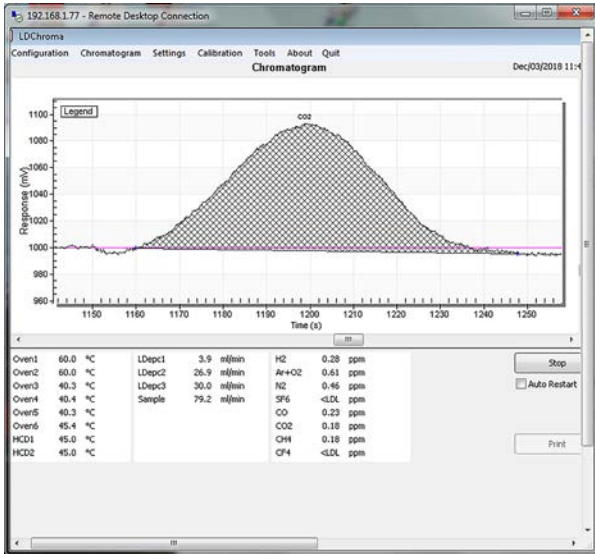 192.168.1.77 - Remote Desktop Connection
LDChroma
Configuration Chromatogram Settings Calibration Tools About Quit
Chromatogram Dec/03/2018 11:4
Legend
CO2
1100
1080
1060
1040
1020
1000
980
960
Response (mV)
1150 1160 1170 1180 1190 1200 1210 1220 1230 1240 1250
Time (s)
Oven1 60.0 °C LDepc1 3.9 ml/min H2 0.28 ppm Stop
Oven2 60.0 °C LDepc2 26.9 ml/min Ar+O2 0.61 ppm
Oven3 40.3 °C LDepc3 30.0 ml/min N2 0.46 ppm Auto Restart
Oven4 40.4 °C Sample 79.2 ml/min SF6 <LDL ppm
Oven5 40.3 °C CO 0.23 ppm
Oven6 45.4 °C CO2 0.18 ppm
HCD1 45.0 °C CH4 0.18 ppm Print
HCD2 45.0 °C CF4 <LDL ppm